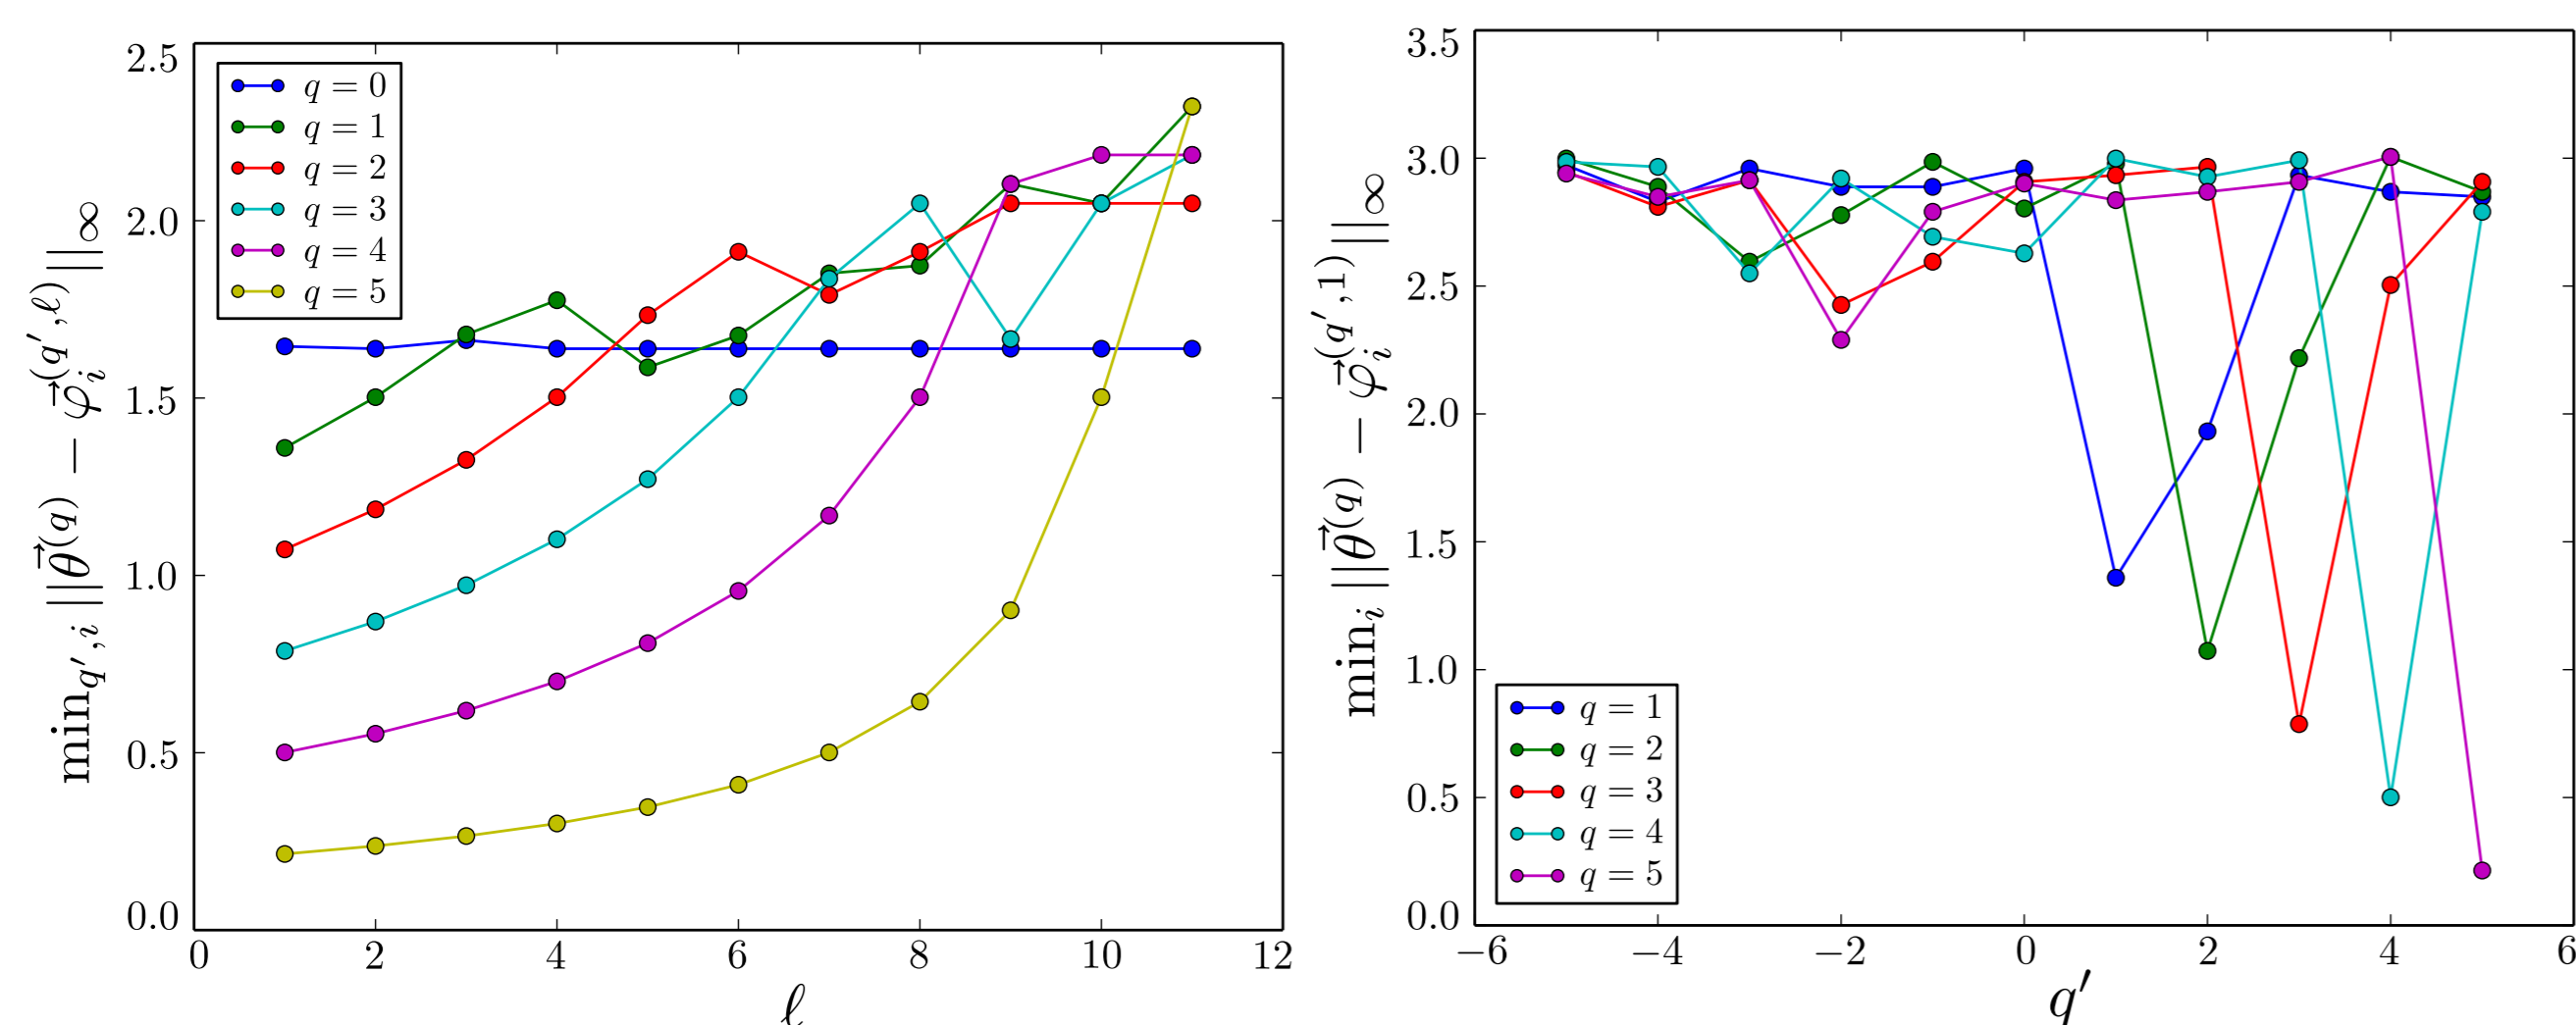 min_{q′,i} ||θ⃗^{(q)} − φ⃗_i^{(q′,ℓ)}||_∞
2.5
2.0
1.5
1.0
0.5
0.0
q = 0
q = 1
q = 2
q = 3
q = 4
q = 5
0 2 4 6 8 10 12
ℓ
min_i ||θ⃗^{(q)} − φ⃗_i^{(q′,1)}||_∞
3.5
3.0
2.5
2.0
1.5
1.0
0.5
0.0
q = 1
q = 2
q = 3
q = 4
q = 5
−6 −4 −2 0 2 4 6
q′